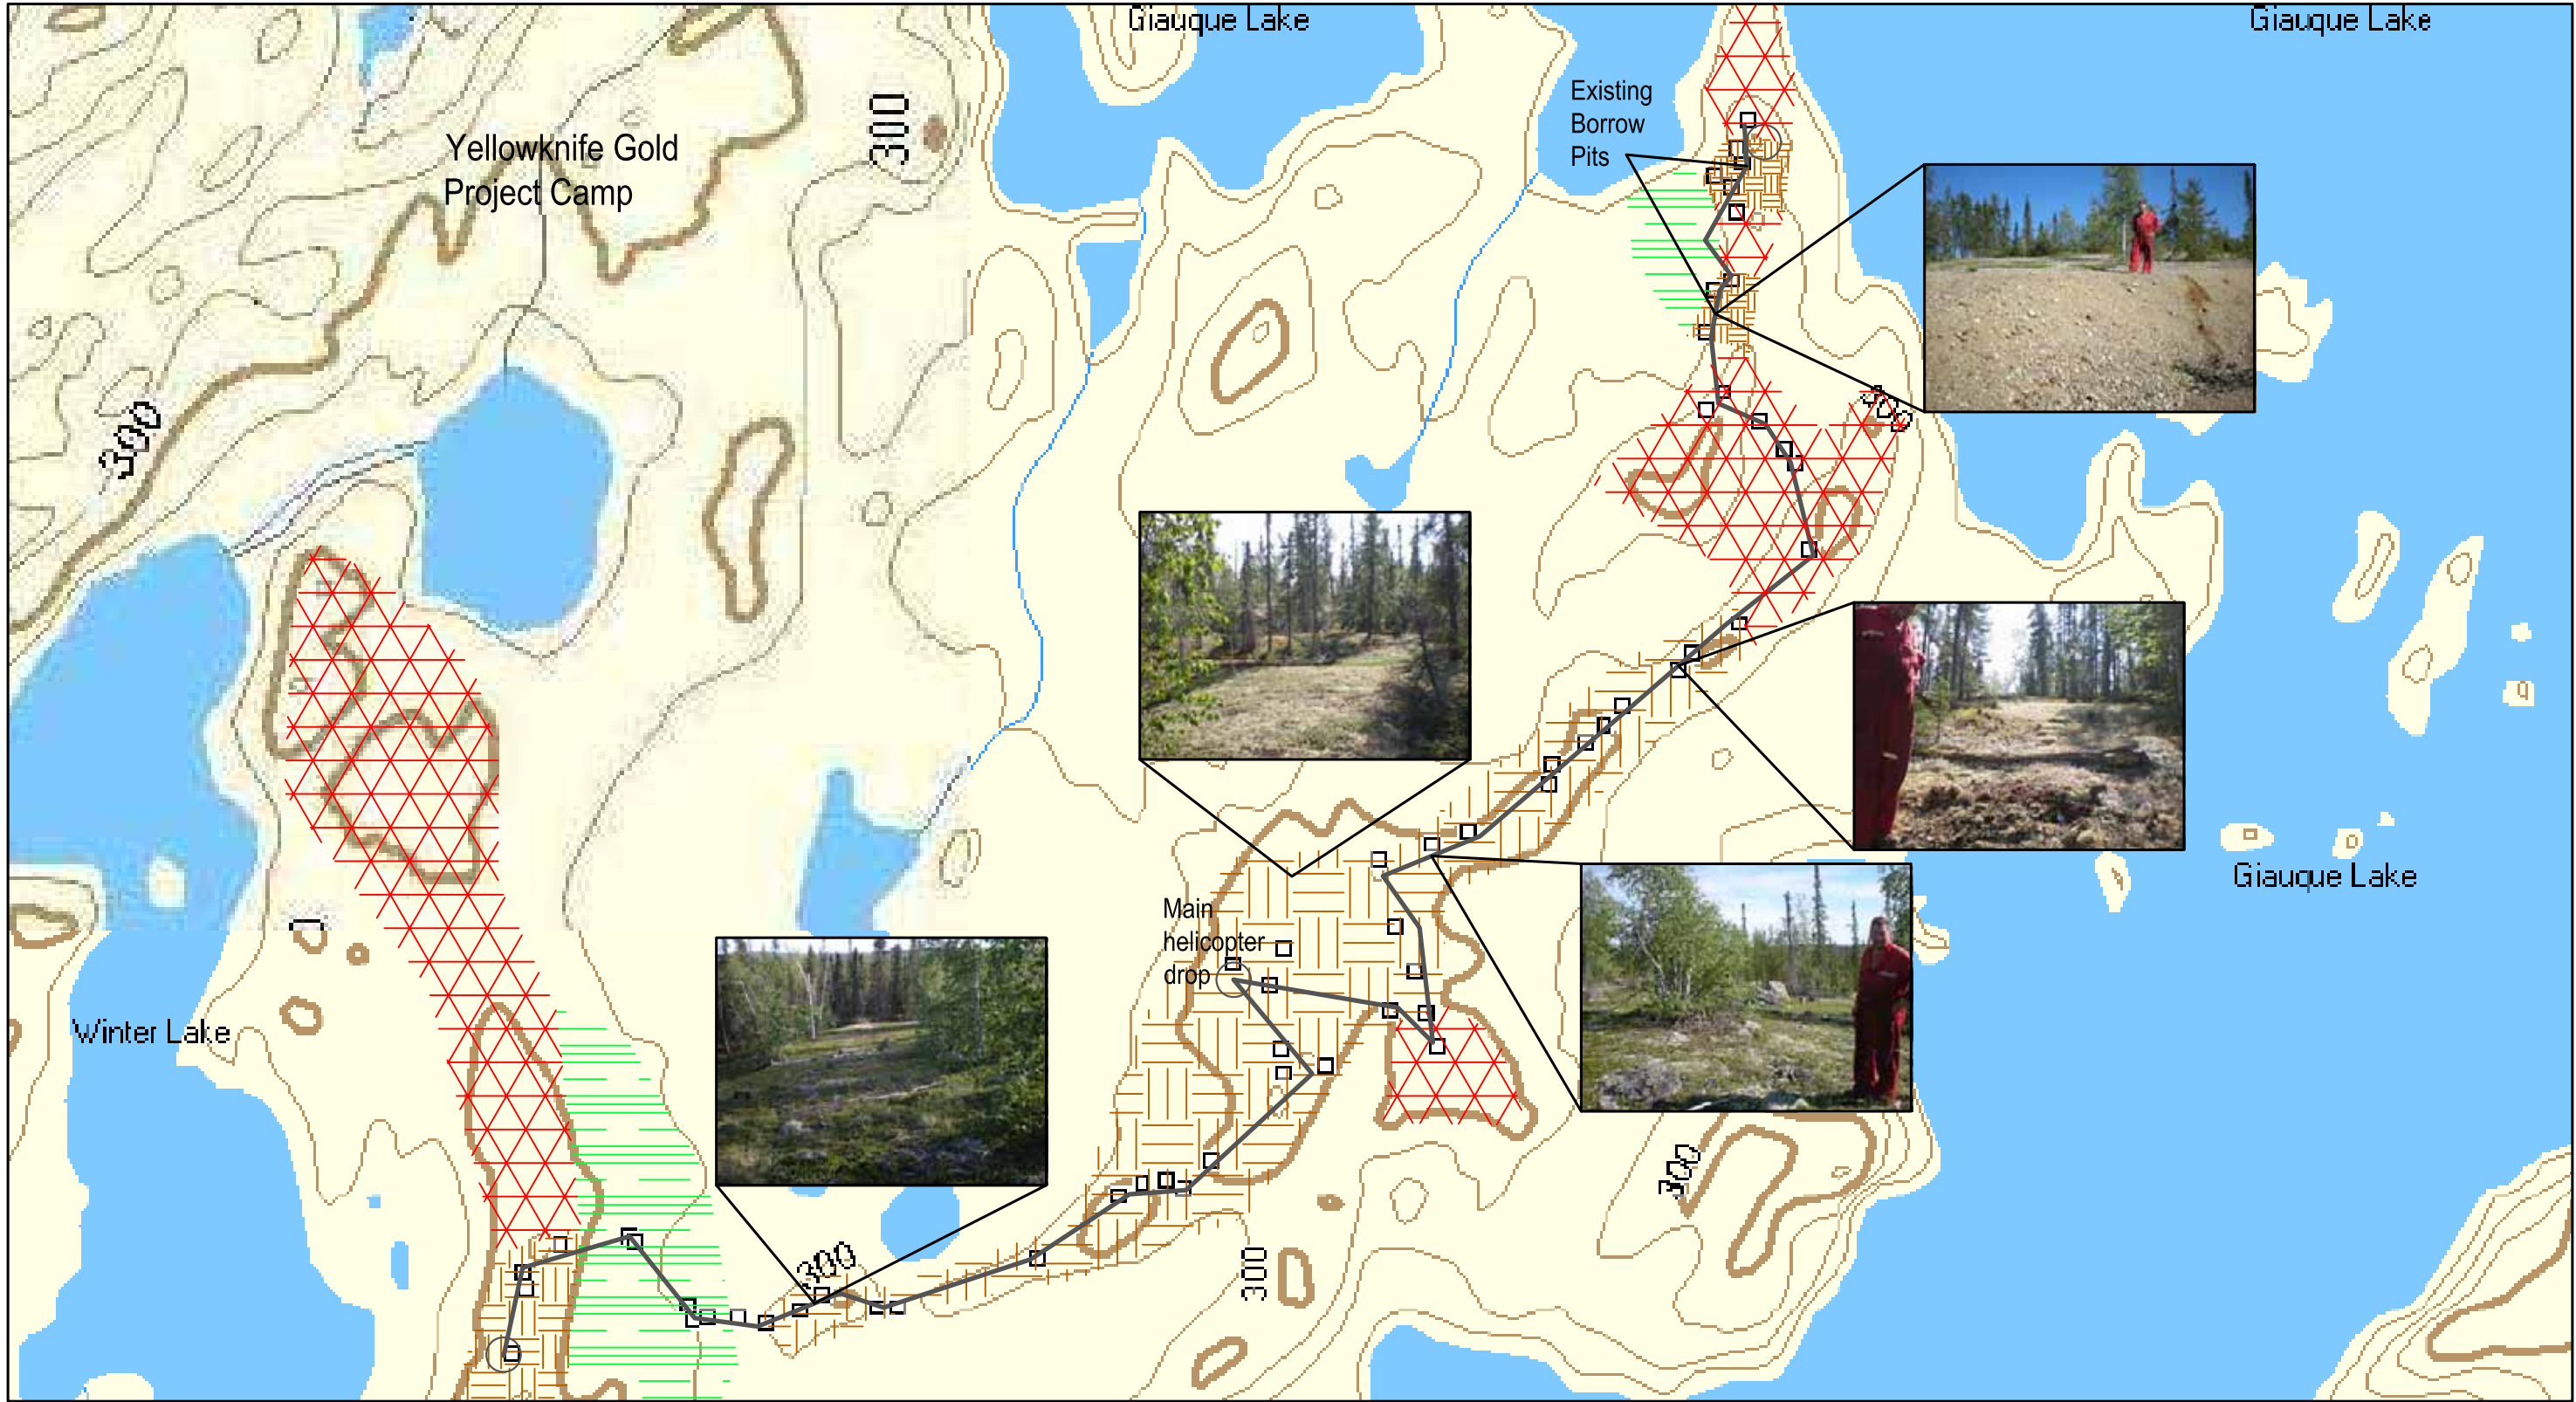 Giauque Lake
Giauque Lake
Existing
Borrow
Pits
300
Yellowknife Gold
Project Camp
300
Main
helicopter
drop
Giauque Lake
Winter Lake
300
300
300